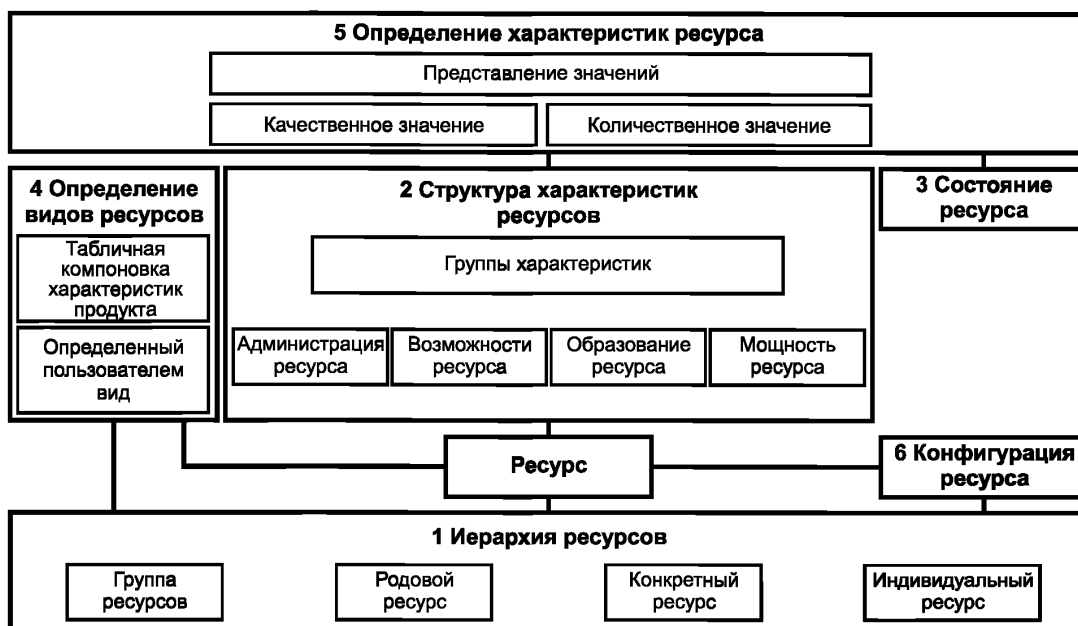 5 Определение характеристик ресурса
Представление значений
Качественное значение
Количественное значение
4 Определение
видов ресурсов
Табличная
компоновка
характеристик
продукта
Определенный
пользователем
вид
2 Структура характеристик
ресурсов
Группы характеристик
Администрация
ресурса
Возможности
ресурса
Образование
ресурса
Мощность
ресурса
3 Состояние
ресурса
Ресурс
6 Конфигурация
ресурса
1 Иерархия ресурсов
Группа
ресурсов
Родовой
ресурс
Конкретный
ресурс
Индивидуальный
ресурс